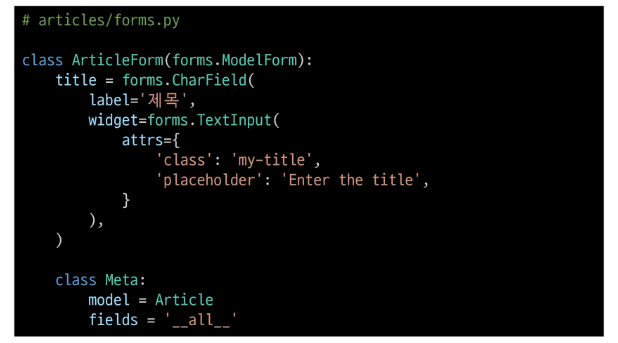 # articles/forms.py

class ArticleForm(forms.ModelForm):
    title = forms.CharField(
        label='제목',
        widget=forms.TextInput(
            attrs={
                'class': 'my-title',
                'placeholder': 'Enter the title',
            }
        ),
    )

    class Meta:
        model = Article
        fields = '__all__'